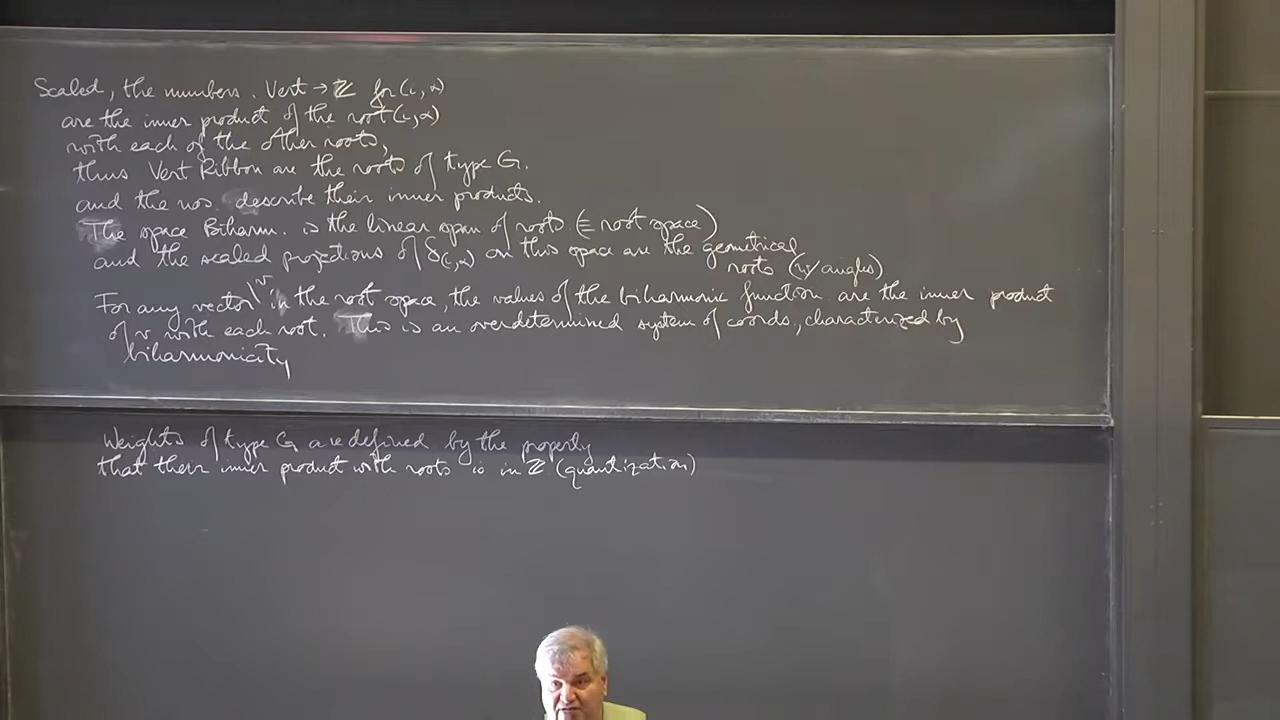 Scaled, the numbers. Vert → ℤ for (i,α)
are the inner product of the root (i,α)
with each of the other roots,
thus Vert Ribbon are the roots of type G.
and the nos describe their inner products.
The space Biharm. is the linear span of roots (≡ root space)
and the scaled projections of δ(i,α) on this space are the geometrical
roots (w/ angles)
For any vector v in the root space, the values of the biharmonic function are the inner product
of v with each root. This is an overdetermined system of coords., characterized by
biharmonicity
Weights of type G are defined by the property
that their inner product with roots is in ℤ (quantization)